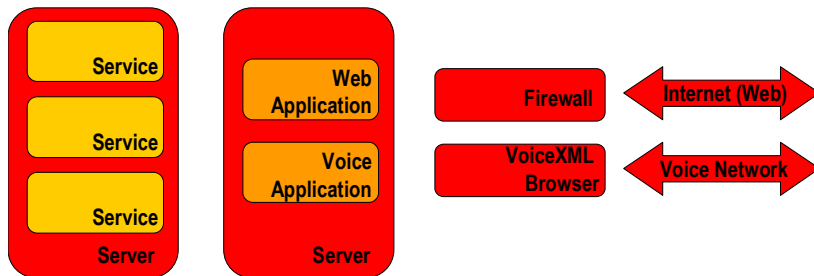 Service
Service
Service
Server
Web
Application
Voice
Application
Server
Firewall
VoiceXML
Browser
Internet (Web)
Voice Network